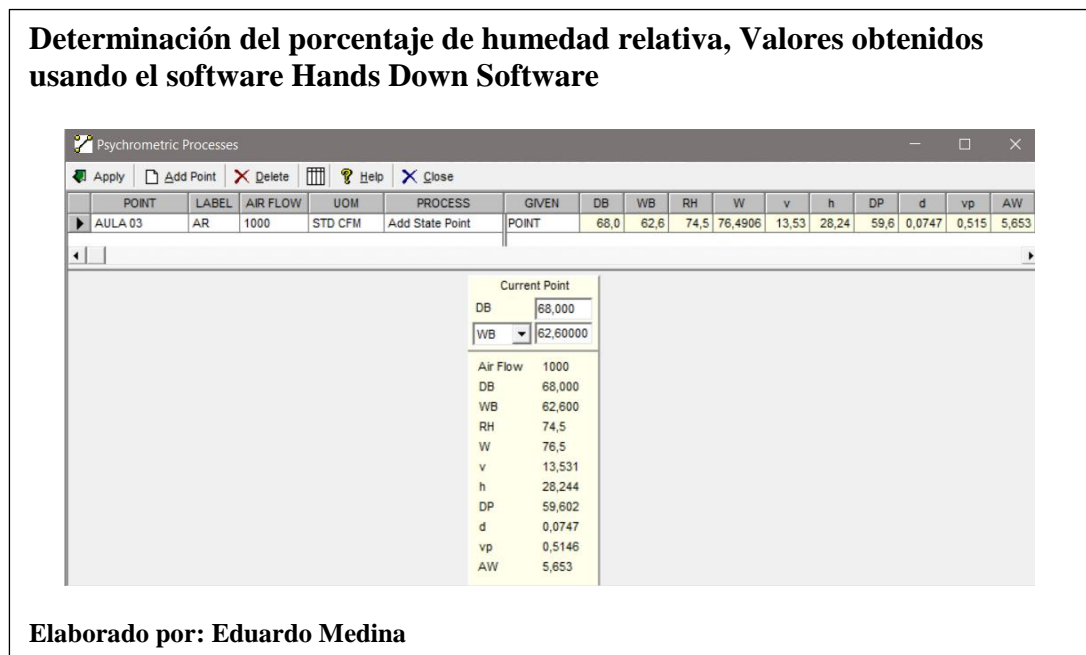 Determinación del porcentaje de humedad relativa, Valores obtenidos
usando el software Hands Down Software
Psychrometric Processes
Apply Add Point Delete Help Close
POINT LABEL AIR FLOW UOM PROCESS GIVEN DB WB RH W v h DP d vp AW
AULA 03 AR 1000 STD CFM Add State Point POINT 68,0 62,6 74,5 76,4906 13,53 28,24 59,6 0,0747 0,515 5,653
Current Point
DB 68,000
WB 62,60000
Air Flow 1000
DB 68,000
WB 62,600
RH 74,5
W 76,5
v 13,531
h 28,244
DP 59,602
d 0,0747
vp 0,5146
AW 5,653
Elaborado por: Eduardo Medina